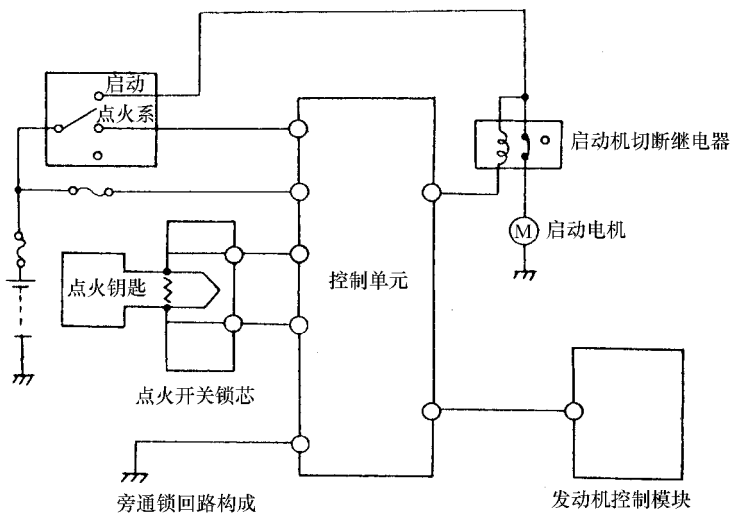 启动
点火系
启动机切断继电器
M
启动电机
点火钥匙
控制单元
点火开关锁芯
旁通锁回路构成
发动机控制模块